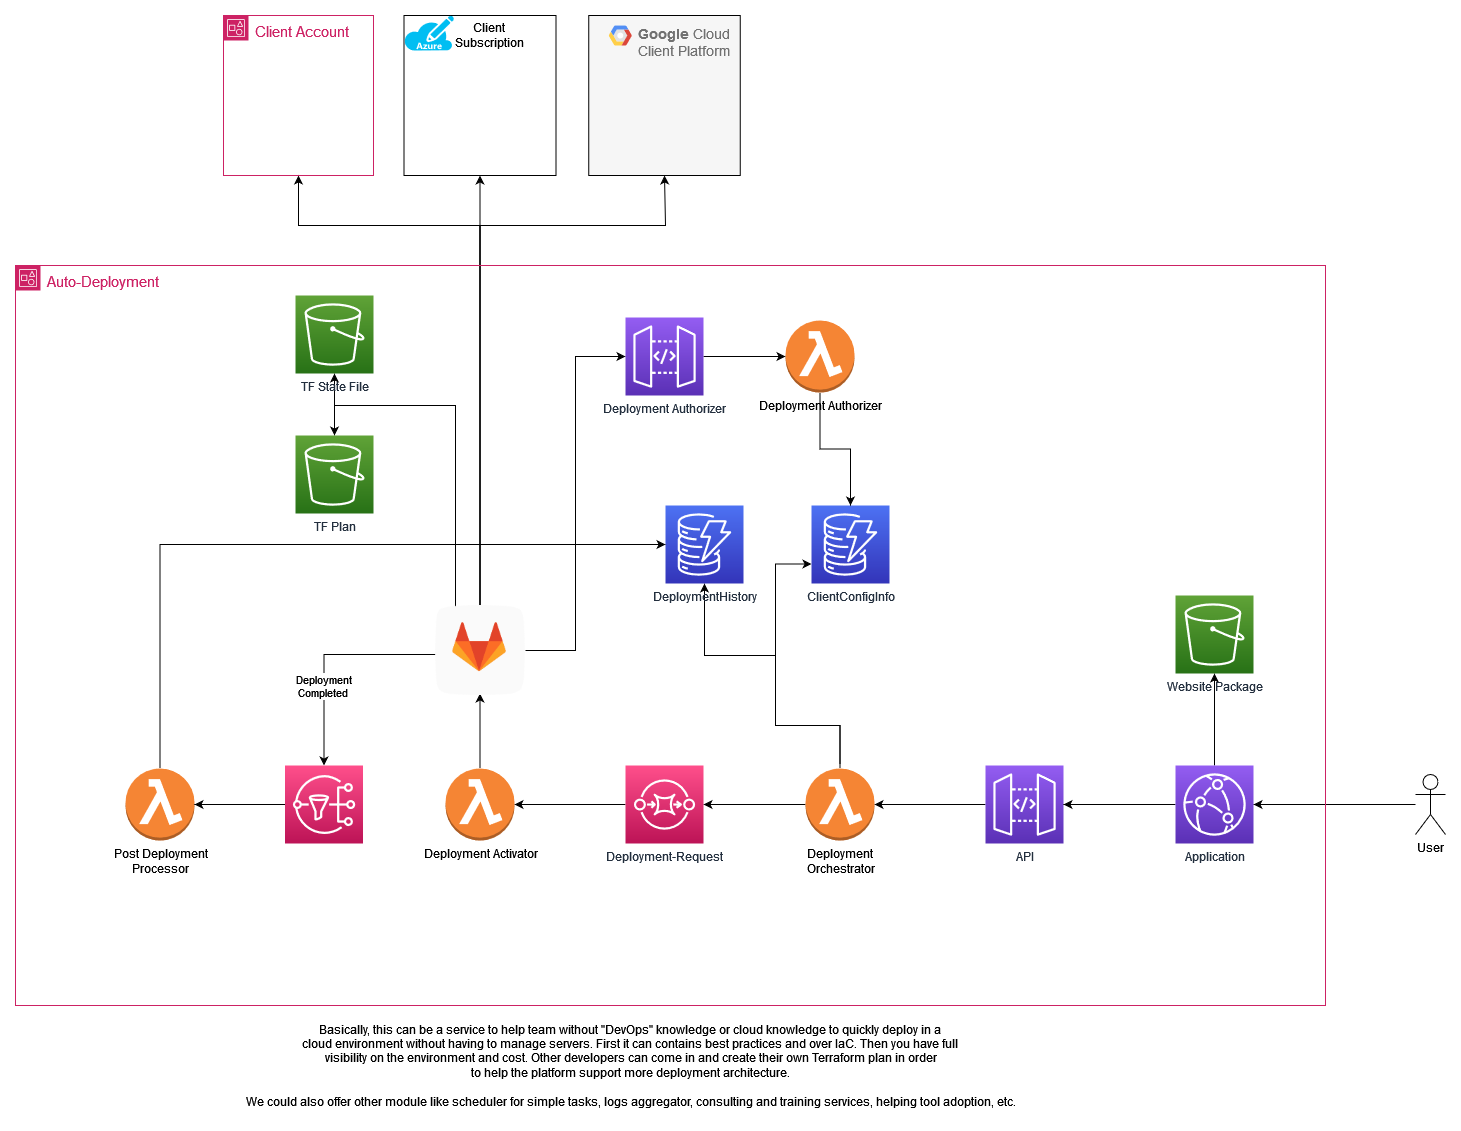 Client Account
Azure
Client
Subscription
Google Cloud
Client Platform
Auto-Deployment
TF State File
</>
Deployment Authorizer
Deployment Authorizer
TF Plan
DeploymentHistory
ClientConfigInfo
Deployment
Completed
Website Package
Post Deployment
Processor
Deployment Activator
Deployment-Request
Deployment
Orchestrator
</>
API
Application
User
Basically, this can be a service to help team without "DevOps" knowledge or cloud knowledge to quickly deploy in a
cloud environment without having to manage servers. First it can contains best practices and over IaC. Then you have full
visibility on the environment and cost. Other developers can come in and create their own Terraform plan in order
to help the platform support more deployment architecture.
We could also offer other module like scheduler for simple tasks, logs aggregator, consulting and training services, helping tool adoption, etc.